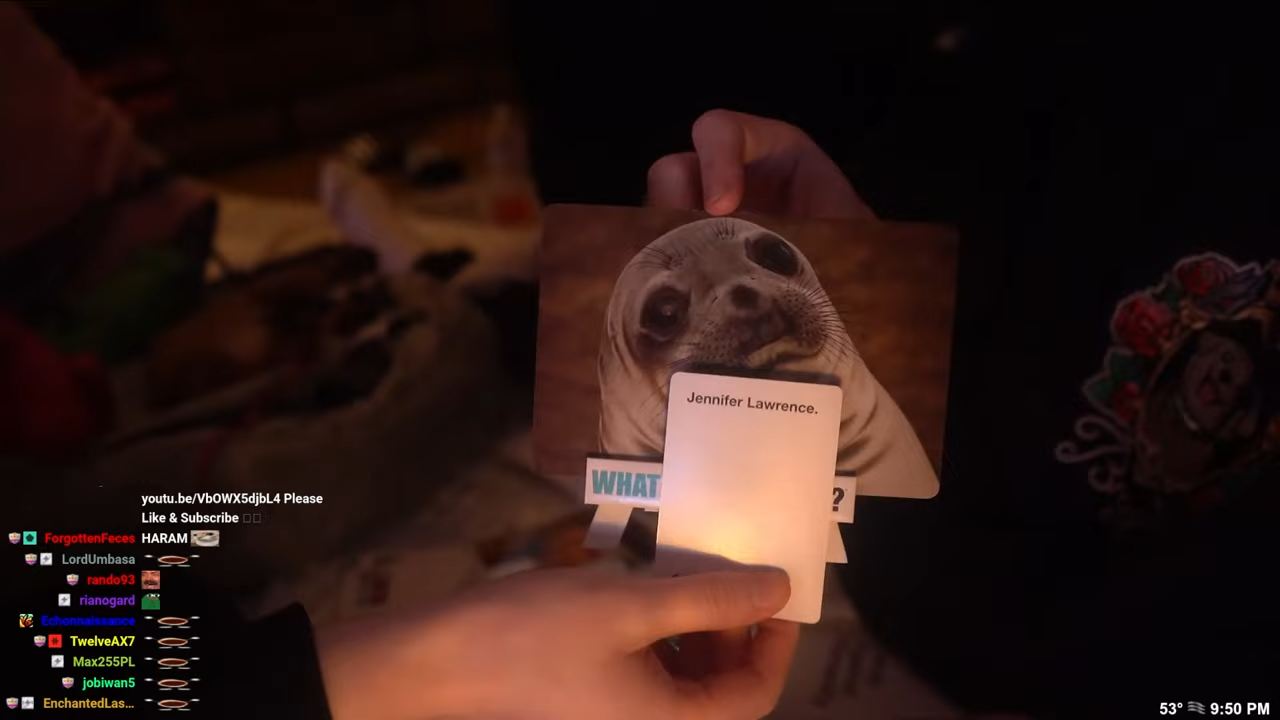 Jennifer Lawrence.
WHAT
?
youtu.be/VbOWX5djbL4 Please
Like & Subscribe
ForgottenFeces HARAM
LordUmbasa
rando93
rianogard
Echonnaissance
TwelveAX7
Max255PL
jobiwan5
EnchantedLas...
53° 9:50 PM